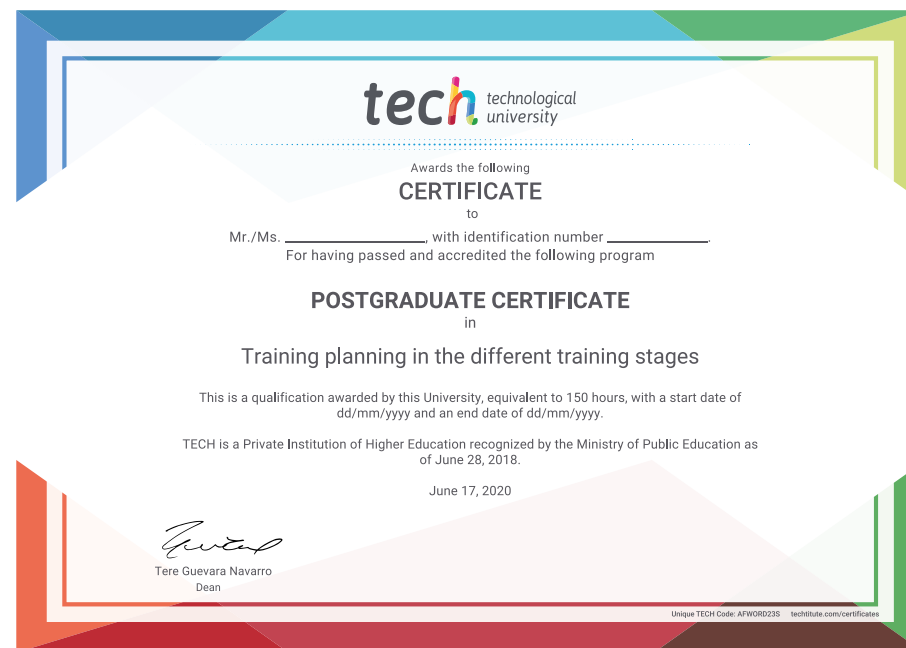 tech technological
university
Awards the following
CERTIFICATE
to
Mr./Ms. ____________________, with identification number ______________.
For having passed and accredited the following program
POSTGRADUATE CERTIFICATE
in
Training planning in the different training stages
This is a qualification awarded by this University, equivalent to 150 hours, with a start date of
dd/mm/yyyy and an end date of dd/mm/yyyy.
TECH is a Private Institution of Higher Education recognized by the Ministry of Public Education as
of June 28, 2018.
June 17, 2020
Tere Guevara Navarro
Dean
Unique TECH Code: AFWORD23S techtitute.com/certificates